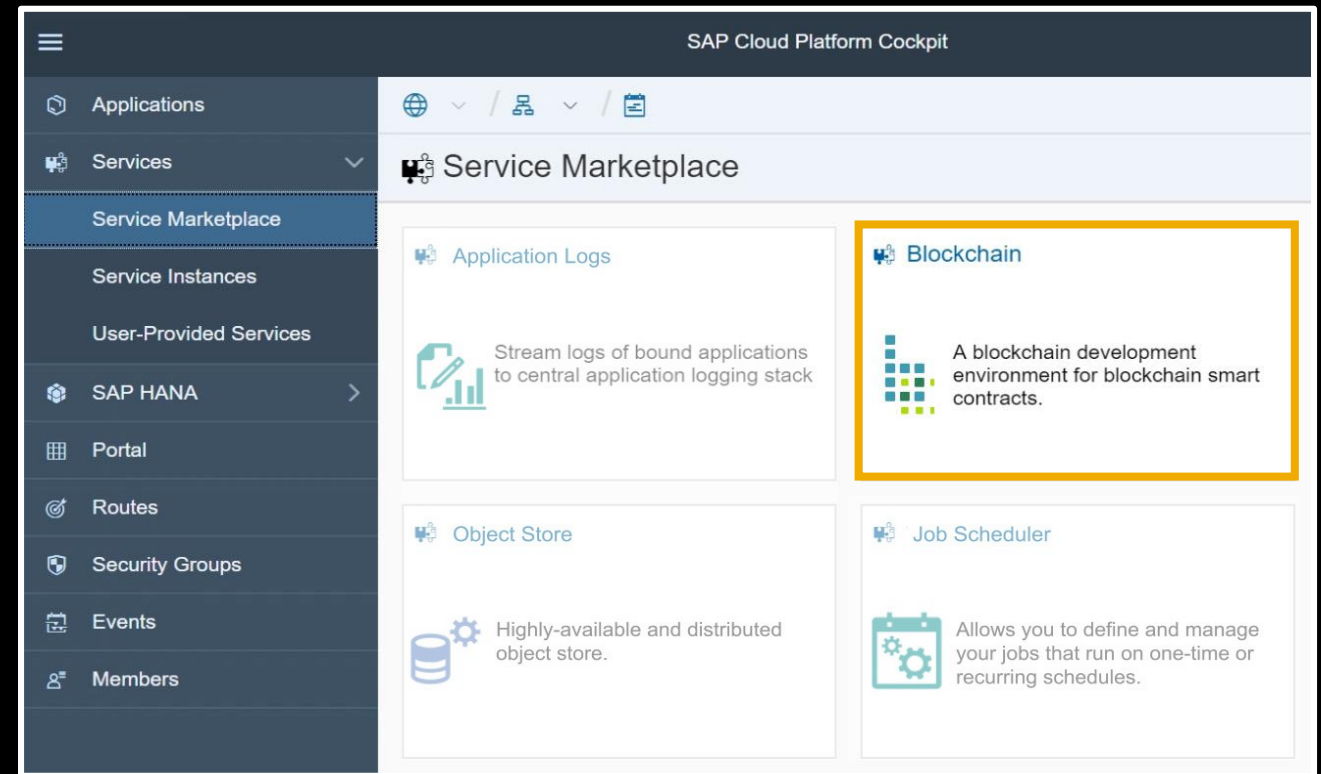 SAP Cloud Platform Cockpit
Applications
Services
Service Marketplace
Service Instances
User-Provided Services
SAP HANA
Portal
Routes
Security Groups
Events
Members
Service Marketplace
Application Logs
Stream logs of bound applications
to central application logging stack
Blockchain
A blockchain development
environment for blockchain smart
contracts.
Object Store
Highly-available and distributed
object store.
Job Scheduler
Allows you to define and manage
your jobs that run on one-time or
recurring schedules.